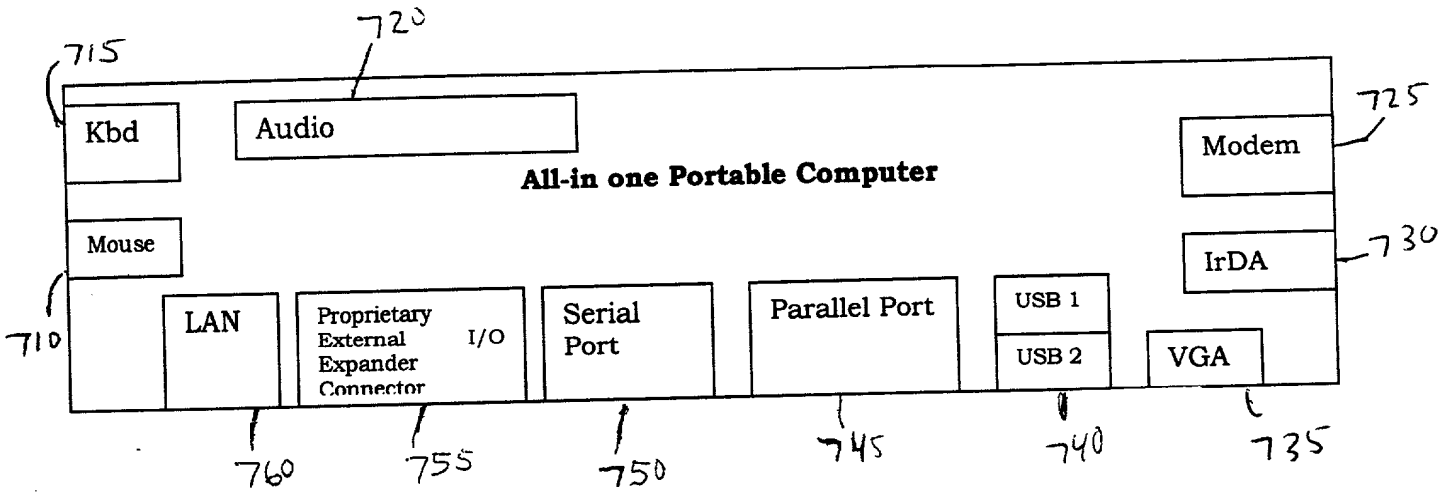 720
715
725
Kbd
Audio
Modem
All-in one Portable Computer
Mouse
730
IrDA
710
LAN
Proprietary
External I/O
Expander
Connector
Serial
Port
Parallel Port
USB 1
USB 2
VGA
760
755
750
745
740
735